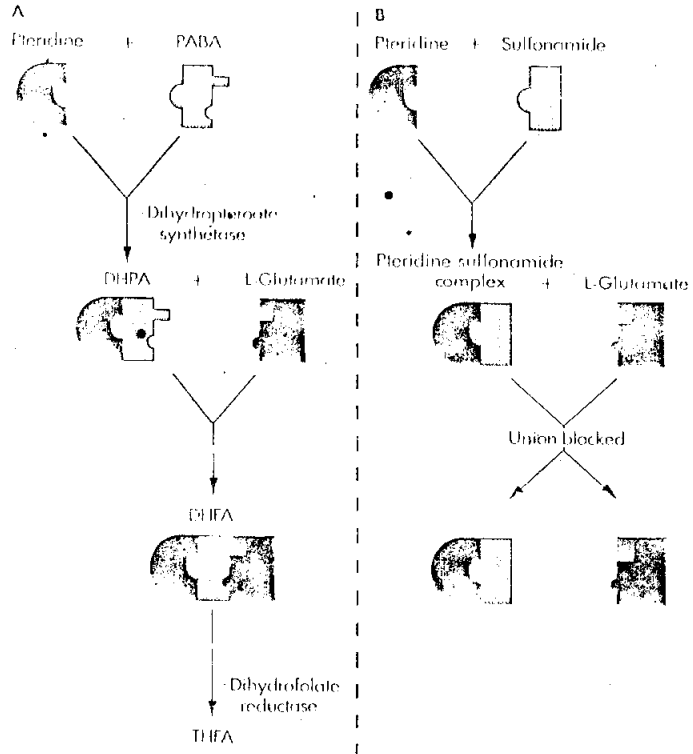 A
Pteridine + PABA
Dihydropteroate
synthetase
DHPA + L-Glutamate
DHFA
Dihydrofolate
reductase
THFA
B
Pteridine + Sulfonamide
Pteridine sulfonamide
complex + L-Glutamate
Union blocked